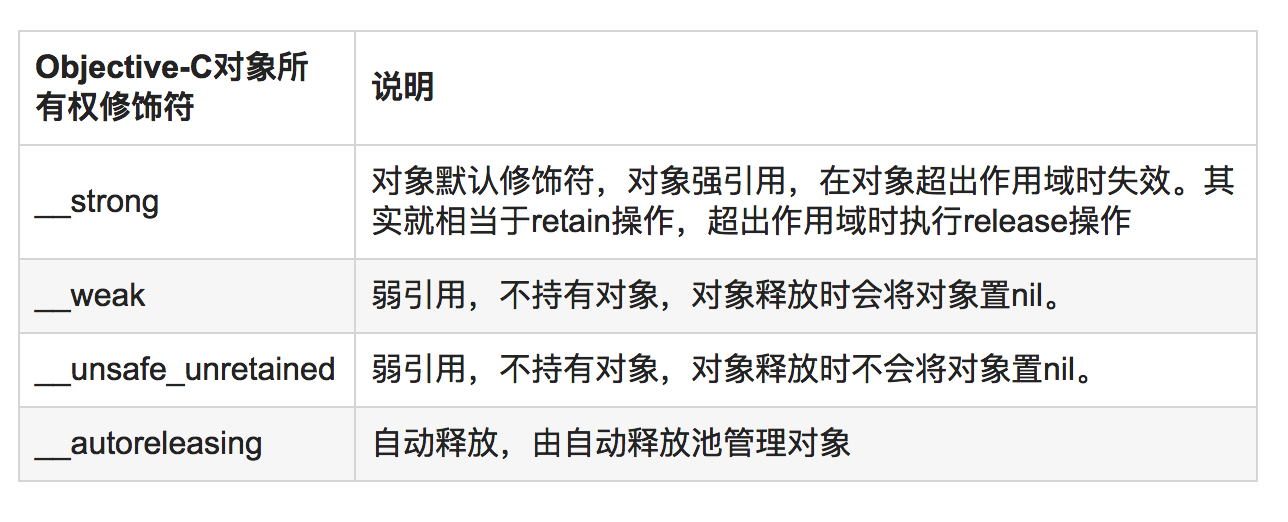 Objective-C对象所
有权修饰符
说明
__strong
对象默认修饰符，对象强引用，在对象超出作用域时失效。其
实就相当于retain操作，超出作用域时执行release操作
__weak
弱引用，不持有对象，对象释放时会将对象置nil。
__unsafe_unretained
弱引用，不持有对象，对象释放时不会将对象置nil。
__autoreleasing
自动释放，由自动释放池管理对象